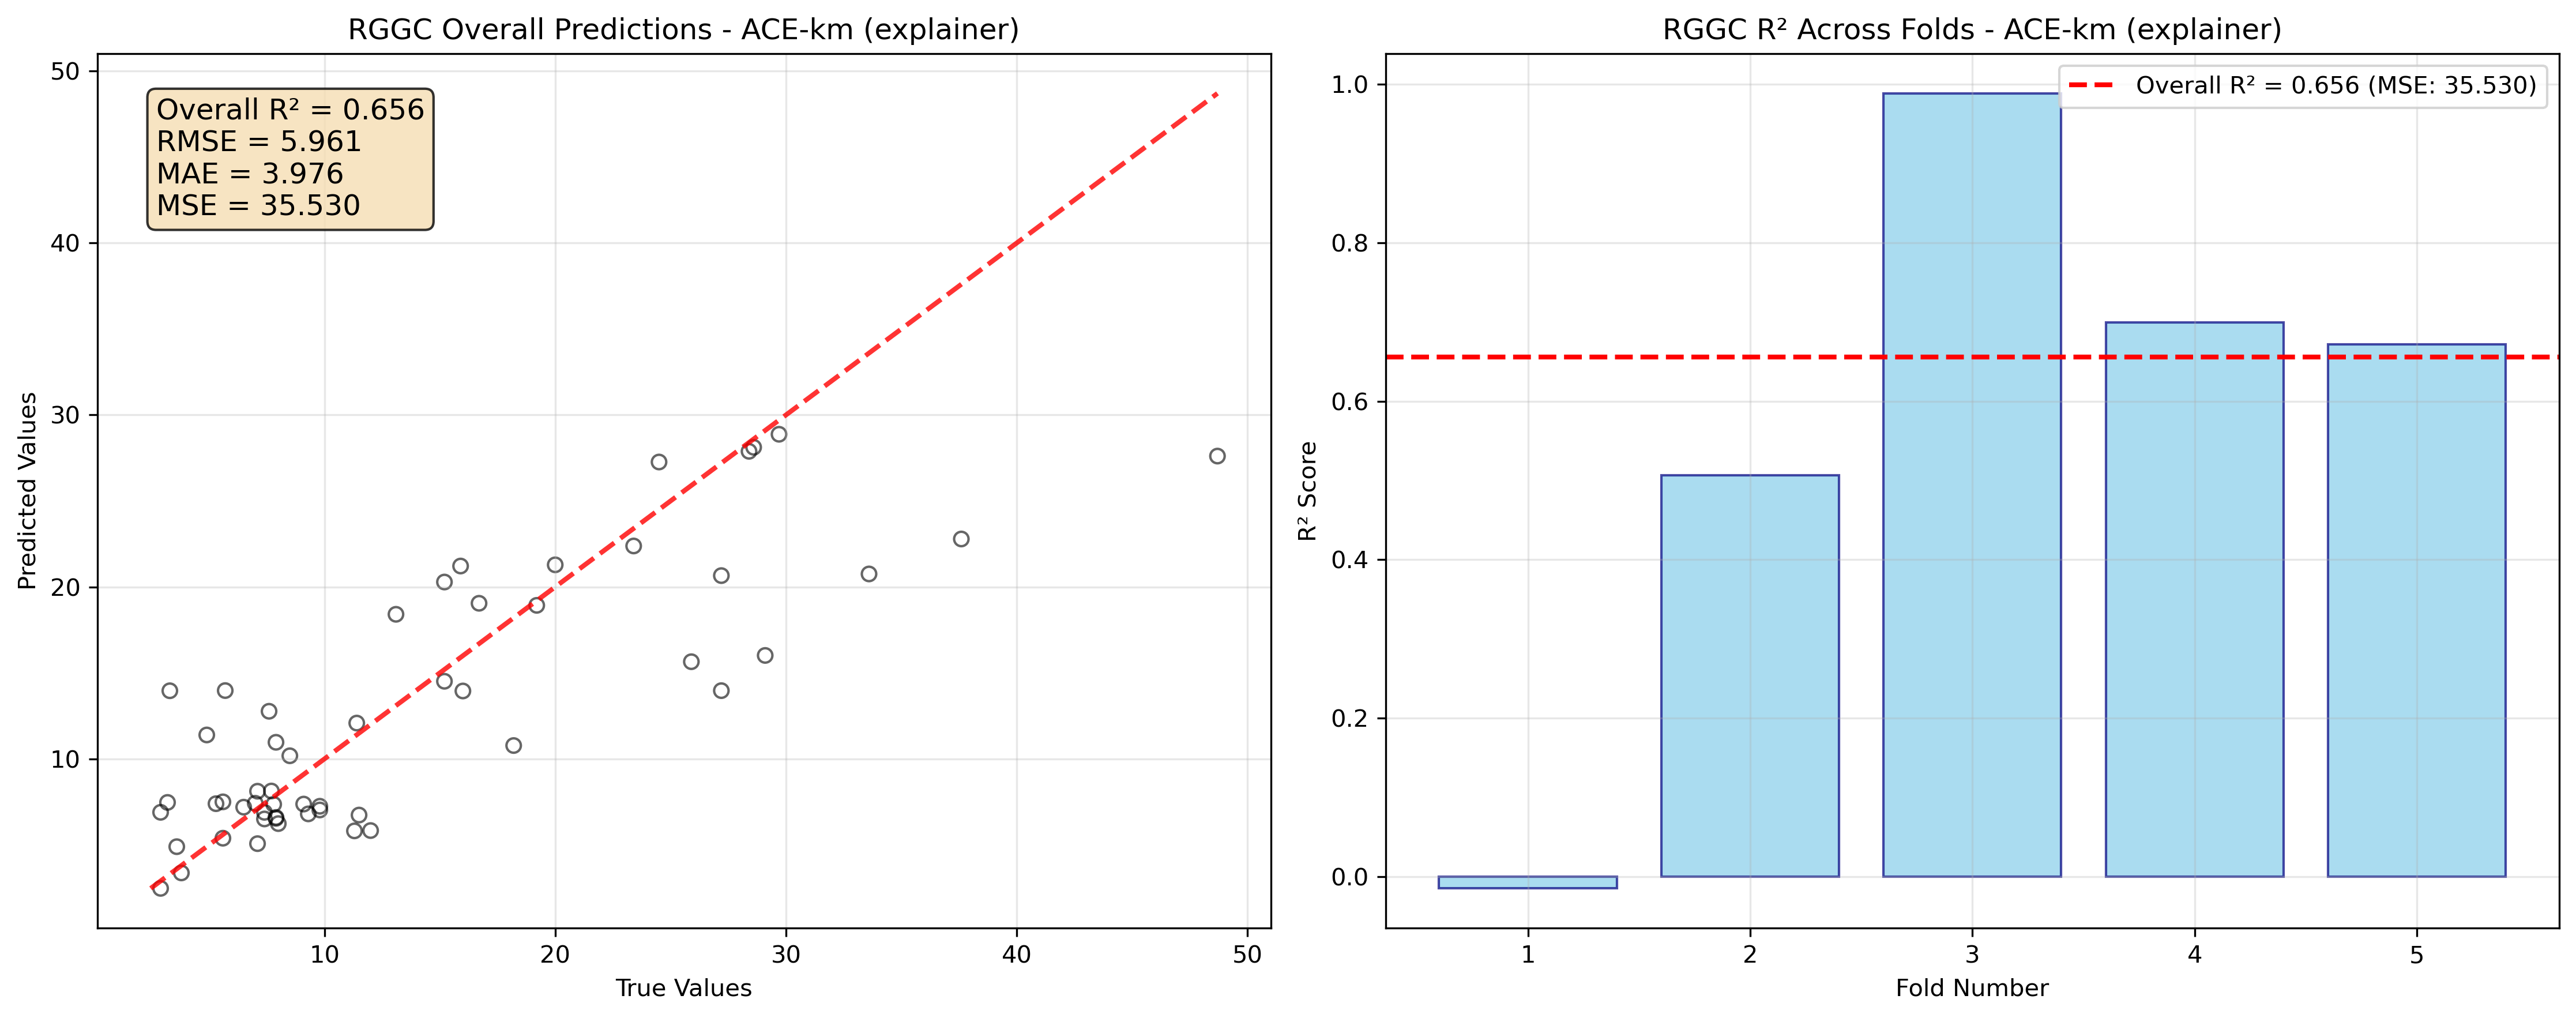 RGGC Overall Predictions - ACE-km (explainer)
50
40
30
20
10
Predicted Values
Overall R² = 0.656
RMSE = 5.961
MAE = 3.976
MSE = 35.530
10 20 30 40 50
True Values
RGGC R² Across Folds - ACE-km (explainer)
1.0
0.8
0.6
0.4
0.2
0.0
R² Score
Overall R² = 0.656 (MSE: 35.530)
1 2 3 4 5
Fold Number